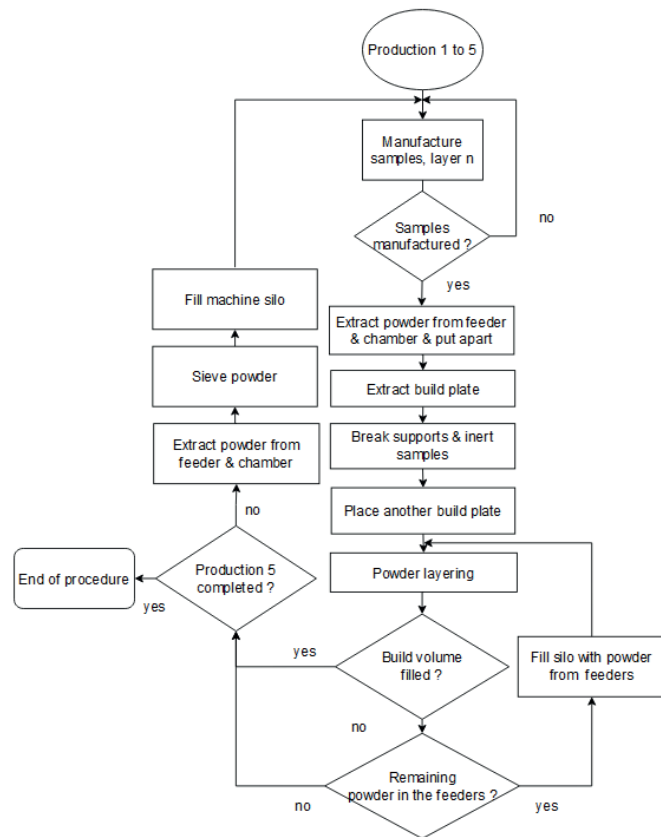 Production 1 to 5
Manufacture
samples, layer n
Samples
manufactured ?
no
yes
Extract powder from feeder
& chamber & put apart
Extract build plate
Break supports & inert
samples
Place another build plate
Powder layering
Build volume
filled ?
yes
no
Fill silo with powder
from feeders
Remaining
powder in the feeders ?
no
yes
Production 5
completed ?
yes
End of procedure
no
Extract powder from
feeder & chamber
Sieve powder
Fill machine silo